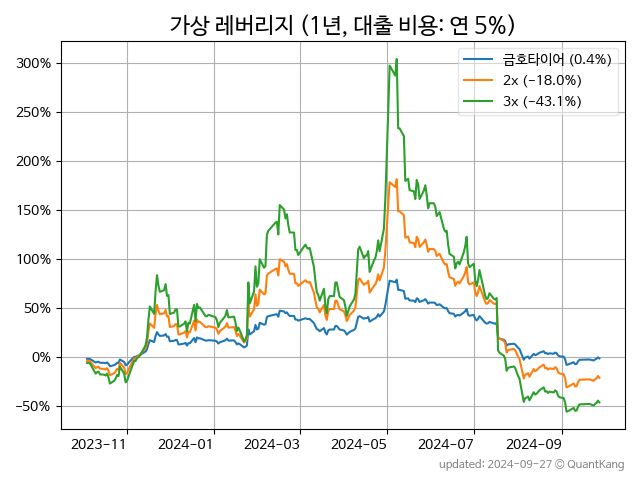 가상 레버리지 (1년, 대출 비용: 연 5%)
금호타이어 (0.4%)
2x (-18.0%)
3x (-43.1%)
300%
250%
200%
150%
100%
50%
0%
-50%
2023-11
2024-01
2024-03
2024-05
2024-07
2024-09
updated: 2024-09-27 © QuantKang